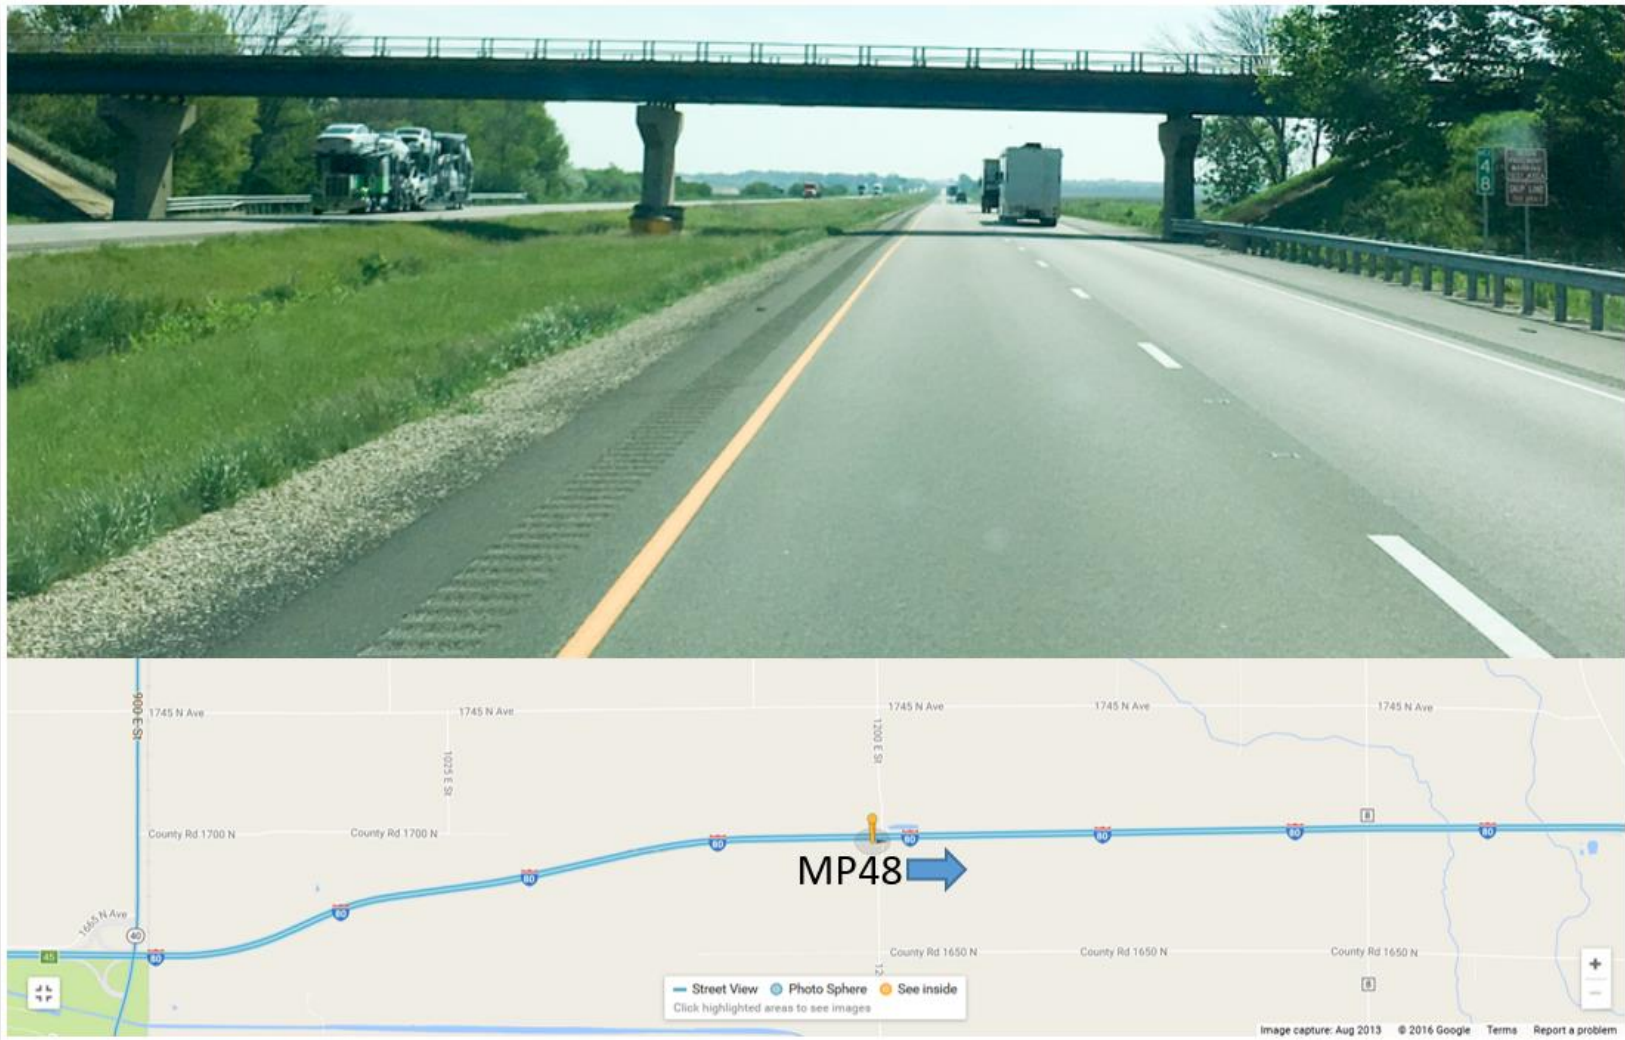 4
8
900 E St
1745 N Ave
1745 N Ave
1745 N Ave
1745 N Ave
1745 N Ave
1025 E St
1200 E St
County Rd 1700 N
County Rd 1700 N
8
80
80
80
80
80
80
80
80
MP48
1665 N Ave
40
45
County Rd 1650 N
County Rd 1650 N
County Rd 1650 N
12
8
+
−
Street View
Photo Sphere
See inside
Click highlighted areas to see images
Image capture: Aug 2013 © 2016 Google Terms Report a problem